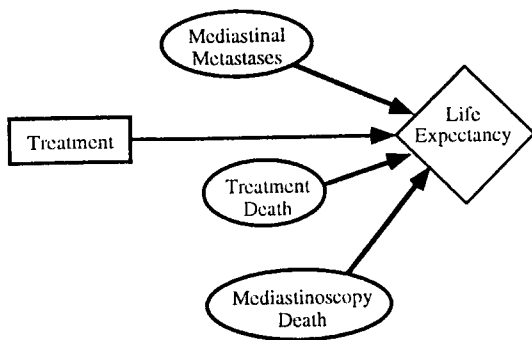 Mediastinal
Metastases
Life
Expectancy
Treatment
Treatment
Death
Mediastinoscopy
Death